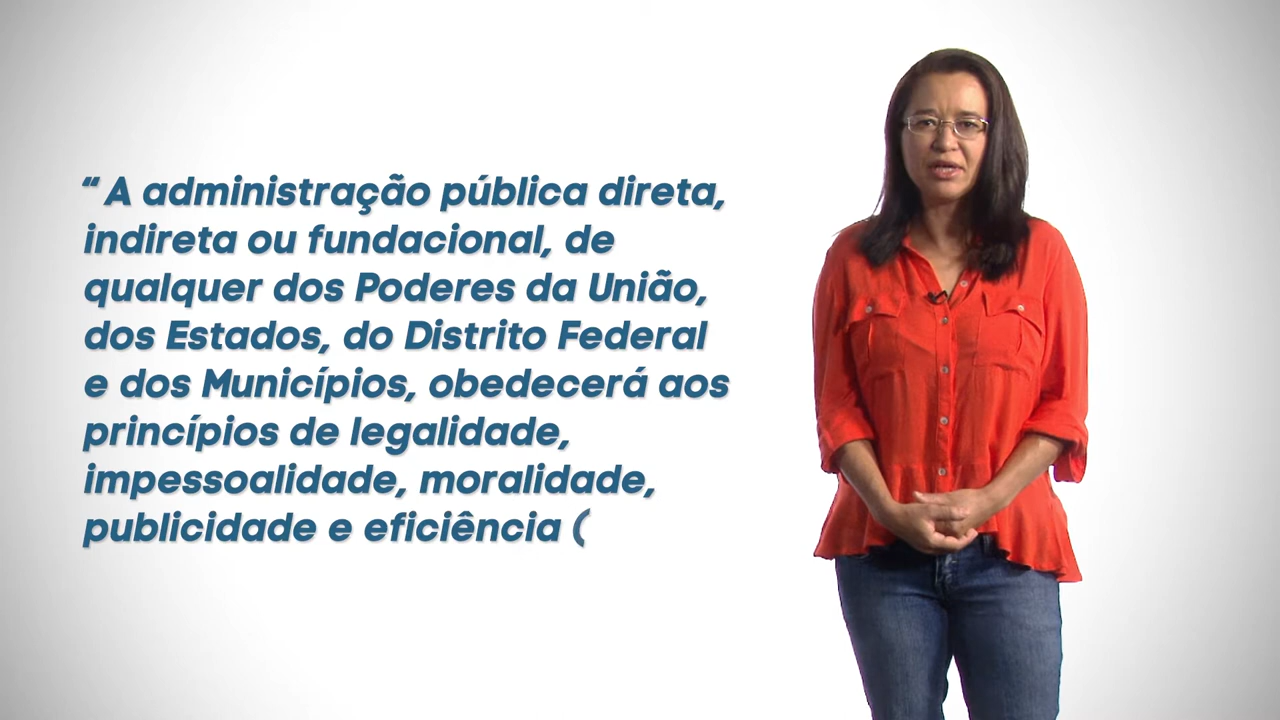 “ A administração pública direta,
indireta ou fundacional, de
qualquer dos Poderes da União,
dos Estados, do Distrito Federal
e dos Municípios, obedecerá aos
princípios de legalidade,
impessoalidade, moralidade,
publicidade e eficiência (